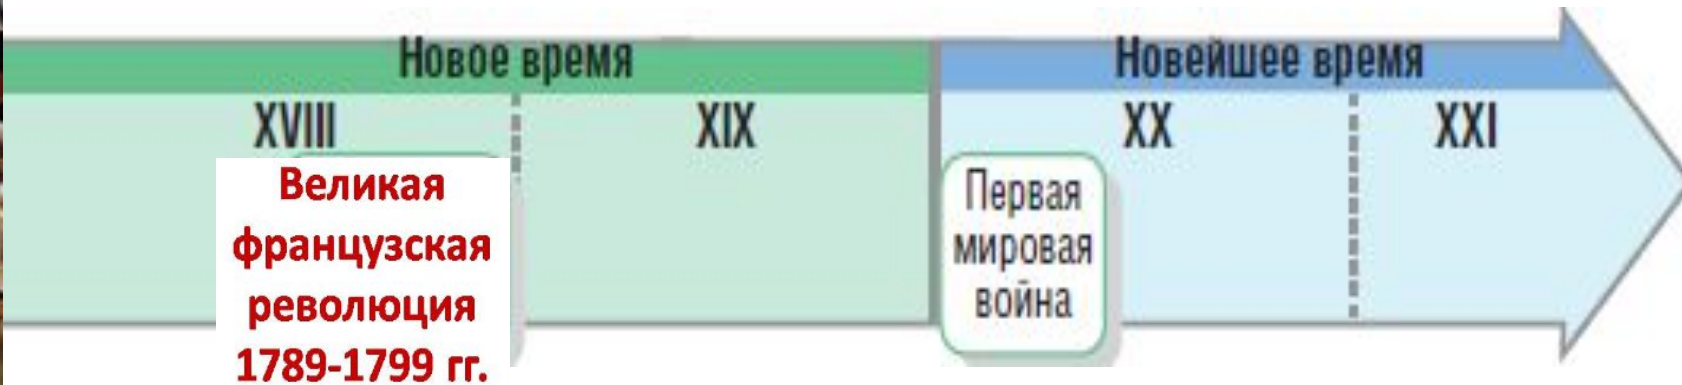 Новое время
Новейшее время
XVIII
XIX
XX
XXI
Великая
французская
революция
1789-1799 гг.
Первая
мировая
война